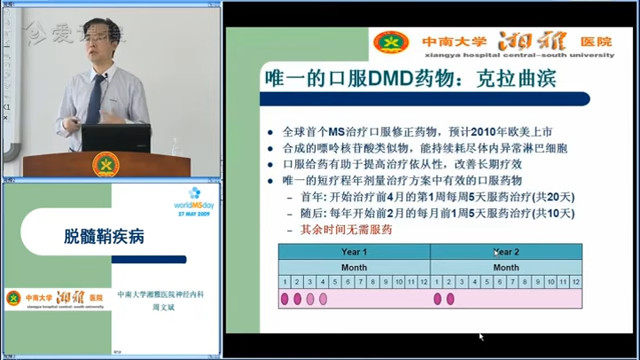 爱课程
中南大学 湘雅 医院
xiangya hospital central-south university
唯一的口服DMD药物：克拉曲滨
全球首个MS治疗口服修正药物，预计2010年欧美上市
合成的嘌呤核苷酸类似物，能持续耗尽体内异常淋巴细胞
口服给药有助于提高治疗依从性，改善长期疗效
唯一的短疗程年剂量治疗方案中有效的口服药物
– 首年: 开始治疗前4月的第1周每周5天服药治疗(共20天)
– 随后: 每年开始前2月的每月前1周5天服药治疗(共10天)
– 其余时间无需服药
Year 1 Year 2
Month Month
1 2 3 4 5 6 7 8 9 10 11 12 1 2 3 4 5 6 7 8 9 10 11 12
worldMSday
27 MAY 2009
脱髓鞘疾病
中南大学湘雅医院神经内科
周文斌
中南大学 湘雅 医院
xiangya hospital central-south university